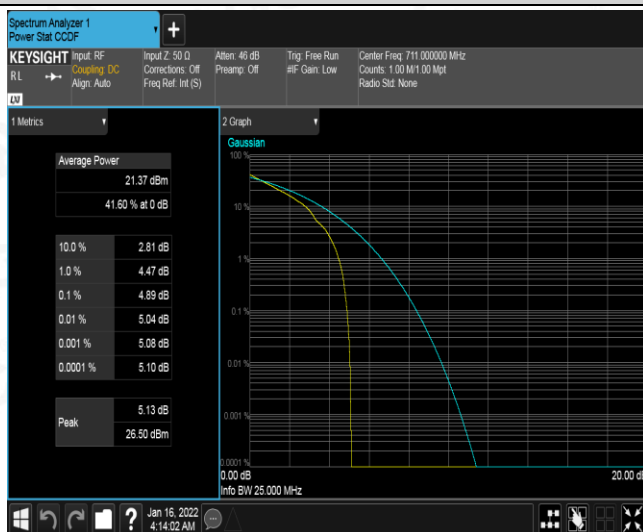 Spectrum Analyzer 1
Power Stat CCDF
+
KEYSIGHT
RL
LXI
Input: RF
Coupling: DC
Align: Auto
Input Z: 50 Ω
Corrections: Off
Freq Ref: Int (S)
Atten: 46 dB
Preamp: Off
Trig: Free Run
#IF Gain: Low
Center Freq: 711.000000 MHz
Counts: 1.00 M/1.00 Mpt
Radio Std: None
1 Metrics
Average Power
21.37 dBm
41.60 % at 0 dB
10.0 % 2.81 dB
1.0 % 4.47 dB
0.1 % 4.89 dB
0.01 % 5.04 dB
0.001 % 5.08 dB
0.0001 % 5.10 dB
Peak
5.13 dB
26.50 dBm
2 Graph
Gaussian
100 %
10 %
1 %
0.1 %
0.01 %
0.001 %
0.0001 %
0.00 dB
20.00 dB
Info BW 25.000 MHz
?
Jan 16, 2022
4:14:02 AM